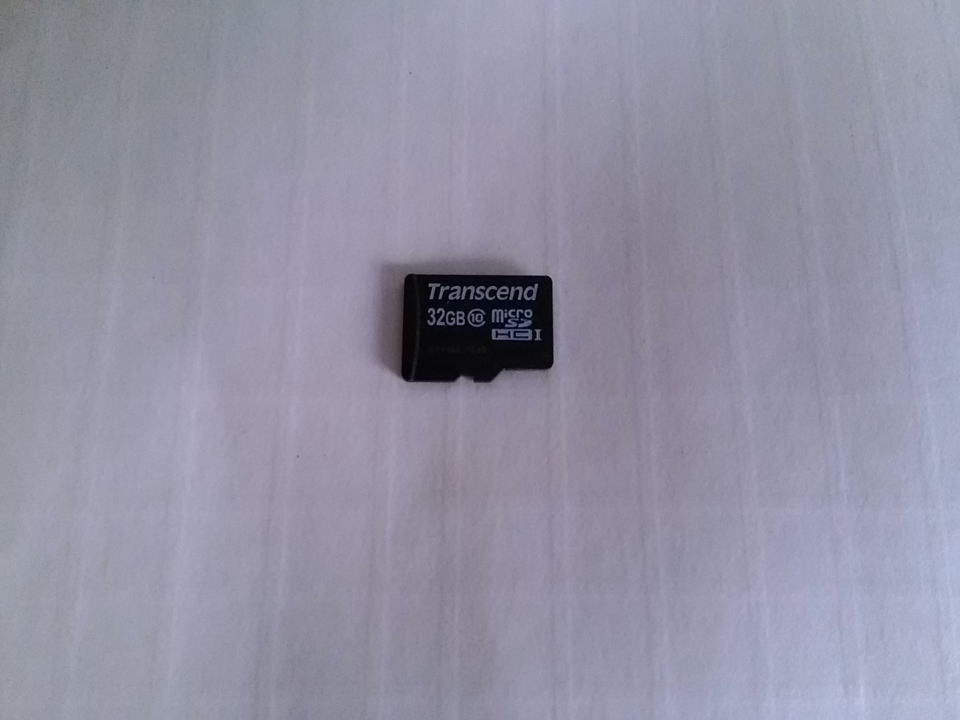 Transcend
32GB 10 micro
SD
HC I